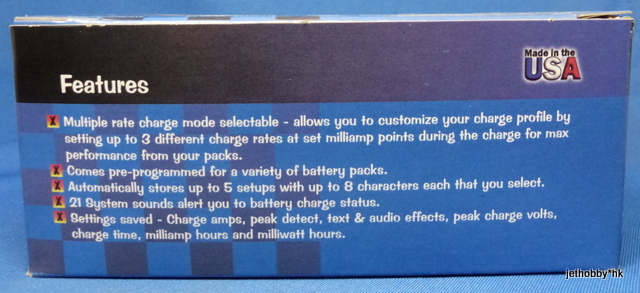 Made in the
USA
Features
X Multiple rate charge mode selectable - allows you to customize your charge profile by
setting up to 3 different charge rates at set milliamp points during the charge for max
performance from your packs.
X Comes pre-programmed for a variety of battery packs.
X Automatically stores up to 5 setups with up to 8 characters each that you select.
X 21 System sounds alert you to battery charge status.
X Settings saved - Charge amps, peak detect, text & audio effects, peak charge volts,
charge time, milliamp hours and milliwatt hours.
jethobby*hk